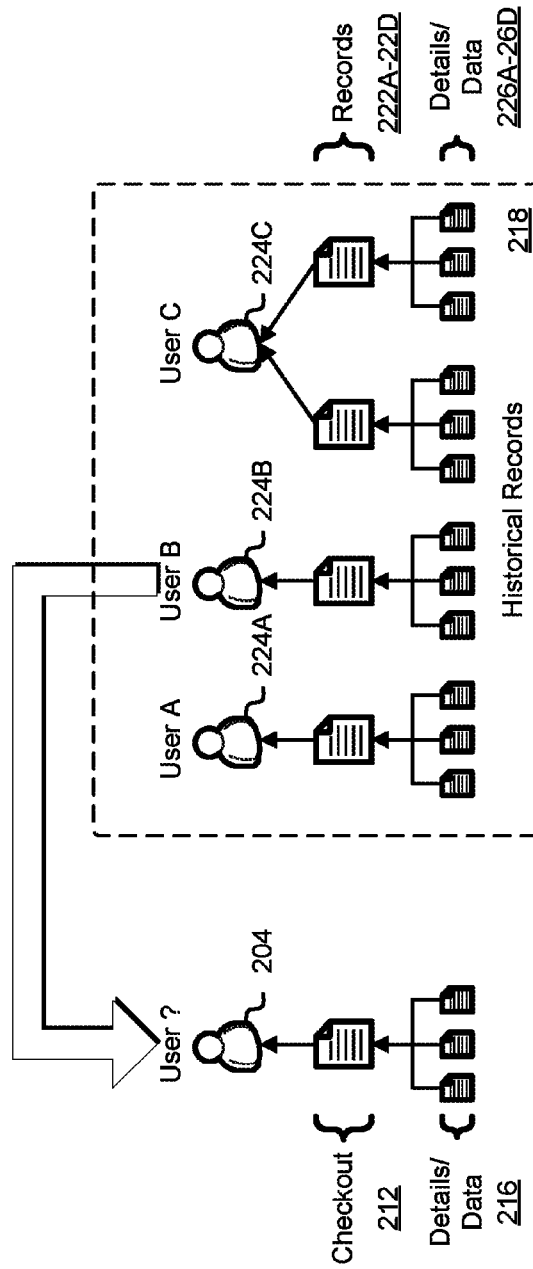 User ?
204
Checkout
212
Details/
Data
216
User A
224A
User B
224B
User C
224C
Records
222A-22D
Details/
Data
226A-26D
Historical Records
218